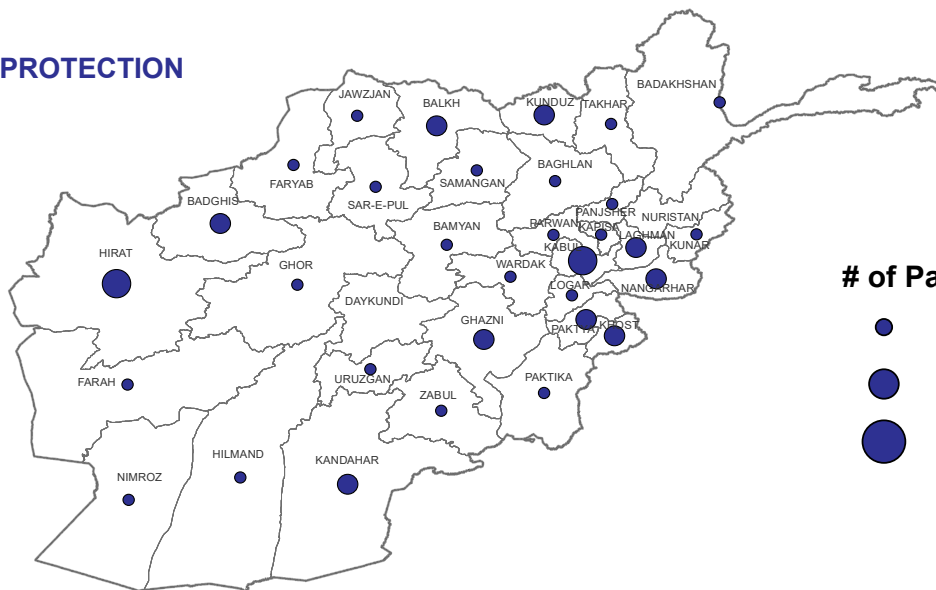 PROTECTION
BADAKHSHAN
JAWZJAN
BALKH
KUNDUZ
TAKHAR
BAGHLAN
FARYAB
SAMANGAN
BADGHIS
SAR-E-PUL
PANJSHER
NURISTAN
BAMYAN
PARWAN
KAPISA
LAGHMAN
KABUL
KUNAR
HIRAT
GHOR
WARDAK
LOGAR
NANGARHAR
# of Pa
DAYKUNDI
GHAZNI
PAKTYA
KHOST
FARAH
URUZGAN
PAKTIKA
ZABUL
HILMAND
KANDAHAR
NIMROZ